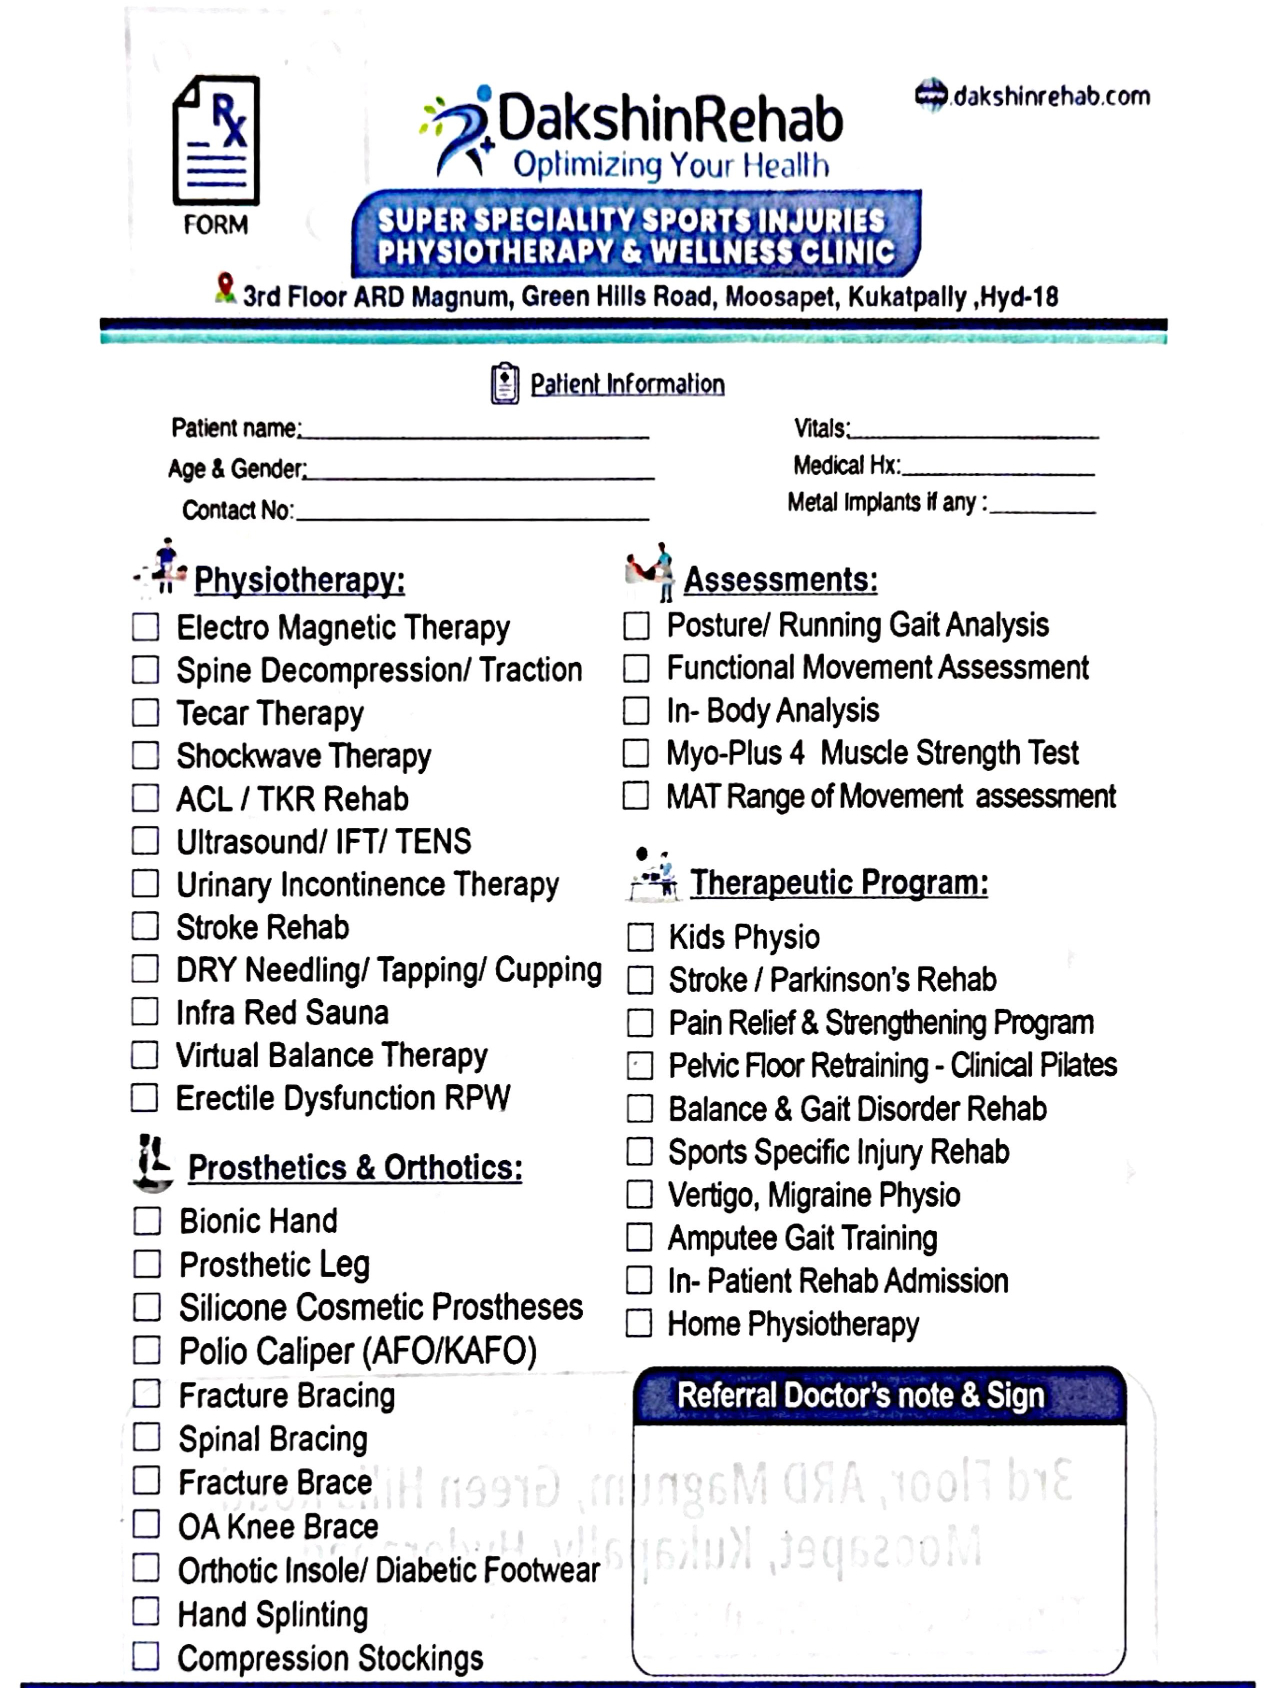 Rx
FORM
DakshinRehab
Optimizing Your Health
dakshinrehab.com
SUPER SPECIALITY SPORTS INJURIES
PHYSIOTHERAPY & WELLNESS CLINIC
3rd Floor ARD Magnum, Green Hills Road, Moosapet, Kukatpally ,Hyd-18
Patient Information
Patient name:
Age & Gender:
Contact No:
Vitals:
Medical Hx:
Metal Implants if any :
Physiotherapy:
Electro Magnetic Therapy
Spine Decompression/ Traction
Tecar Therapy
Shockwave Therapy
ACL / TKR Rehab
Ultrasound/ IFT/ TENS
Urinary Incontinence Therapy
Stroke Rehab
DRY Needling/ Tapping/ Cupping
Infra Red Sauna
Virtual Balance Therapy
Erectile Dysfunction RPW
Prosthetics & Orthotics:
Bionic Hand
Prosthetic Leg
Silicone Cosmetic Prostheses
Polio Caliper (AFO/KAFO)
Fracture Bracing
Spinal Bracing
Fracture Brace
OA Knee Brace
Orthotic Insole/ Diabetic Footwear
Hand Splinting
Compression Stockings
Assessments:
Posture/ Running Gait Analysis
Functional Movement Assessment
In- Body Analysis
Myo-Plus 4 Muscle Strength Test
MAT Range of Movement assessment
Therapeutic Program:
Kids Physio
Stroke / Parkinson's Rehab
Pain Relief & Strengthening Program
Pelvic Floor Retraining - Clinical Pilates
Balance & Gait Disorder Rehab
Sports Specific Injury Rehab
Vertigo, Migraine Physio
Amputee Gait Training
In- Patient Rehab Admission
Home Physiotherapy
Referral Doctor's note & Sign
3rd Floor, ARD Magnum, Green Hills
Moosapet,